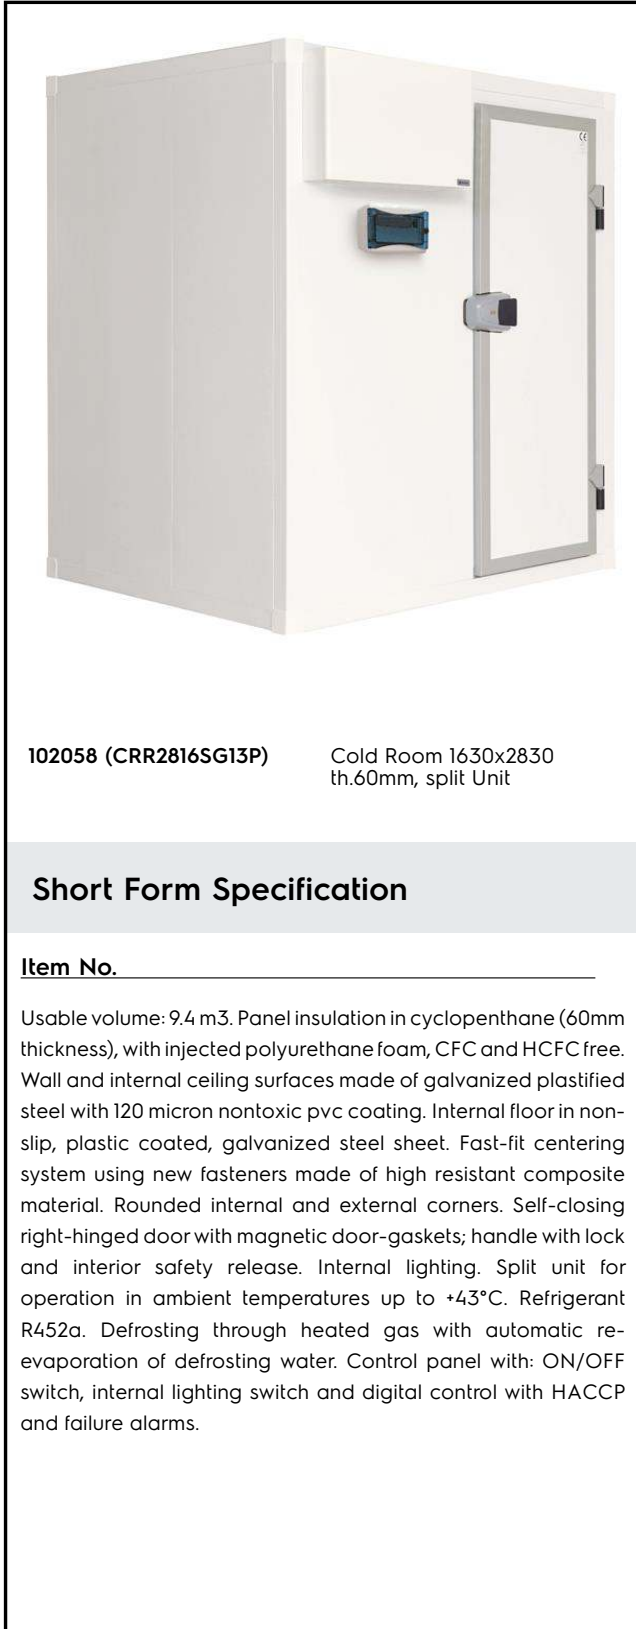 CE
102058 (CRR2816SG13P)
Cold Room 1630x2830
th.60mm, split Unit
Short Form Specification
Item No.
Usable volume: 9.4 m3. Panel insulation in cyclopenthane (60mm
thickness), with injected polyurethane foam, CFC and HCFC free.
Wall and internal ceiling surfaces made of galvanized plastified
steel with 120 micron nontoxic pvc coating. Internal floor in non-
slip, plastic coated, galvanized steel sheet. Fast-fit centering
system using new fasteners made of high resistant composite
material. Rounded internal and external corners. Self-closing
right-hinged door with magnetic door-gaskets; handle with lock
and interior safety release. Internal lighting. Split unit for
operation in ambient temperatures up to +43°C. Refrigerant
R452a. Defrosting through heated gas with automatic re-
evaporation of defrosting water. Control panel with: ON/OFF
switch, internal lighting switch and digital control with HACCP
and failure alarms.